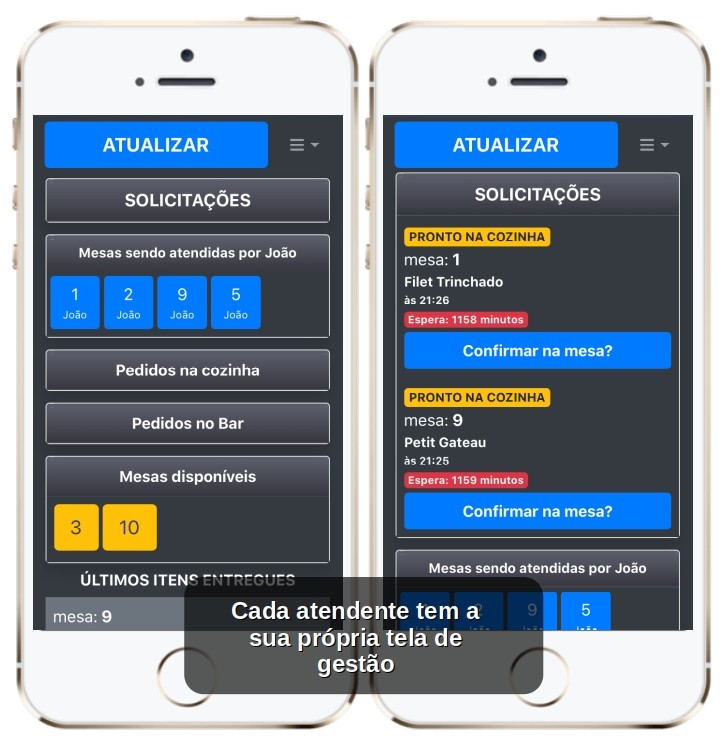 ATUALIZAR
SOLICITAÇÕES
Mesas sendo atendidas por João
1
João
2
João
9
João
5
João
Pedidos na cozinha
Pedidos no Bar
Mesas disponíveis
3
10
ÚLTIMOS ITENS ENTREGUES
mesa: 9
ATUALIZAR
SOLICITAÇÕES
PRONTO NA COZINHA
mesa: 1
Filet Trinchado
às 21:26
Espera: 1158 minutos
Confirmar na mesa?
PRONTO NA COZINHA
mesa: 9
Petit Gateau
às 21:25
Espera: 1159 minutos
Confirmar na mesa?
Mesas sendo atendidas por João
2
9
5
Cada atendente tem a
sua própria tela de
gestão